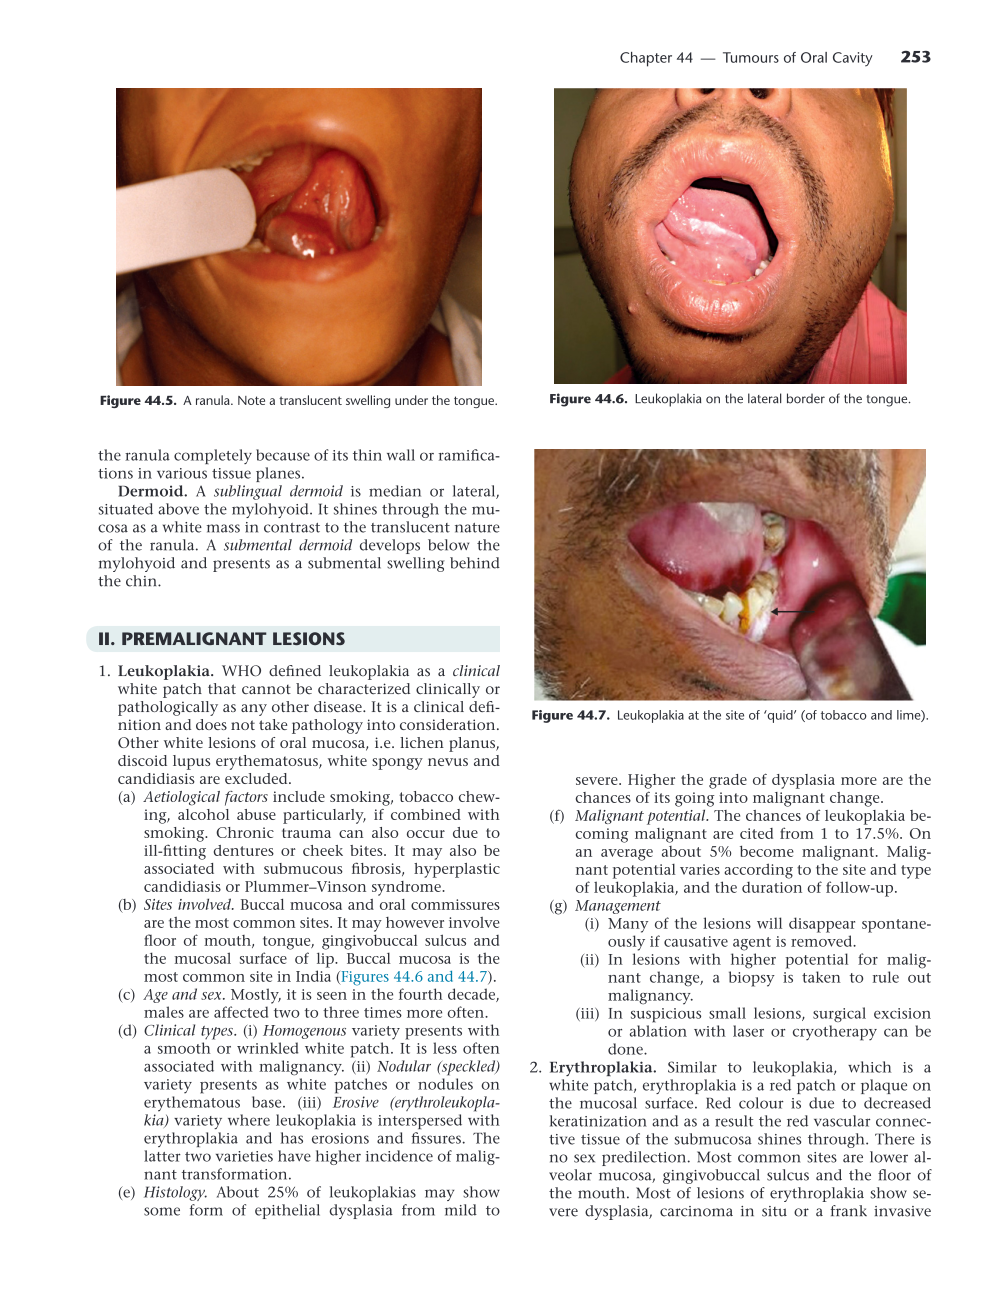 Chapter 44 — Tumours of Oral Cavity 253
Figure 44.5. A ranula. Note a translucent swelling under the tongue.
Figure 44.6. Leukoplakia on the lateral border of the tongue.
the ranula completely because of its thin wall or ramifica-
tions in various tissue planes.
Dermoid. A sublingual dermoid is median or lateral,
situated above the mylohyoid. It shines through the mu-
cosa as a white mass in contrast to the translucent nature
of the ranula. A submental dermoid develops below the
mylohyoid and presents as a submental swelling behind
the chin.
II. PREMALIGNANT LESIONS
1. Leukoplakia. WHO defined leukoplakia as a clinical
white patch that cannot be characterized clinically or
pathologically as any other disease. It is a clinical defi-
nition and does not take pathology into consideration.
Other white lesions of oral mucosa, i.e. lichen planus,
discoid lupus erythematosus, white spongy nevus and
candidiasis are excluded.
(a) Aetiological factors include smoking, tobacco chew-
ing, alcohol abuse particularly, if combined with
smoking. Chronic trauma can also occur due to
ill-fitting dentures or cheek bites. It may also be
associated with submucous fibrosis, hyperplastic
candidiasis or Plummer–Vinson syndrome.
(b) Sites involved. Buccal mucosa and oral commissures
are the most common sites. It may however involve
floor of mouth, tongue, gingivobuccal sulcus and
the mucosal surface of lip. Buccal mucosa is the
most common site in India (Figures 44.6 and 44.7).
(c) Age and sex. Mostly, it is seen in the fourth decade,
males are affected two to three times more often.
(d) Clinical types. (i) Homogenous variety presents with
a smooth or wrinkled white patch. It is less often
associated with malignancy. (ii) Nodular (speckled)
variety presents as white patches or nodules on
erythematous base. (iii) Erosive (erythroleukopla-
kia) variety where leukoplakia is interspersed with
erythroplakia and has erosions and fissures. The
latter two varieties have higher incidence of malig-
nant transformation.
(e) Histology. About 25% of leukoplakias may show
some form of epithelial dysplasia from mild to
Figure 44.7. Leukoplakia at the site of ‘quid’ (of tobacco and lime).
severe. Higher the grade of dysplasia more are the
chances of its going into malignant change.
(f) Malignant potential. The chances of leukoplakia be-
coming malignant are cited from 1 to 17.5%. On
an average about 5% become malignant. Malig-
nant potential varies according to the site and type
of leukoplakia, and the duration of follow-up.
(g) Management
(i) Many of the lesions will disappear spontane-
ously if causative agent is removed.
(ii) In lesions with higher potential for malig-
nant change, a biopsy is taken to rule out
malignancy.
(iii) In suspicious small lesions, surgical excision
or ablation with laser or cryotherapy can be
done.
2. Erythroplakia. Similar to leukoplakia, which is a
white patch, erythroplakia is a red patch or plaque on
the mucosal surface. Red colour is due to decreased
keratinization and as a result the red vascular connec-
tive tissue of the submucosa shines through. There is
no sex predilection. Most common sites are lower al-
veolar mucosa, gingivobuccal sulcus and the floor of
the mouth. Most of lesions of erythroplakia show se-
vere dysplasia, carcinoma in situ or a frank invasive